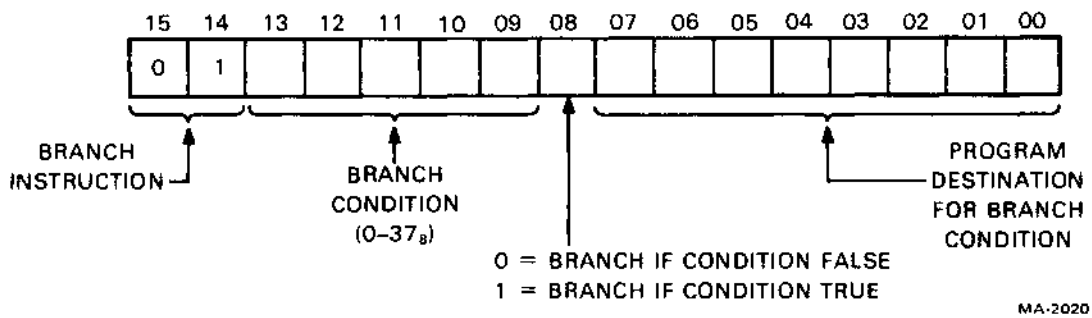 15 14 13 12 11 10 09 08 07 06 05 04 03 02 01 00
0 1
BRANCH
INSTRUCTION
BRANCH
CONDITION
(0–37₈)
PROGRAM
DESTINATION
FOR BRANCH
CONDITION
0 = BRANCH IF CONDITION FALSE
1 = BRANCH IF CONDITION TRUE
MA-2020